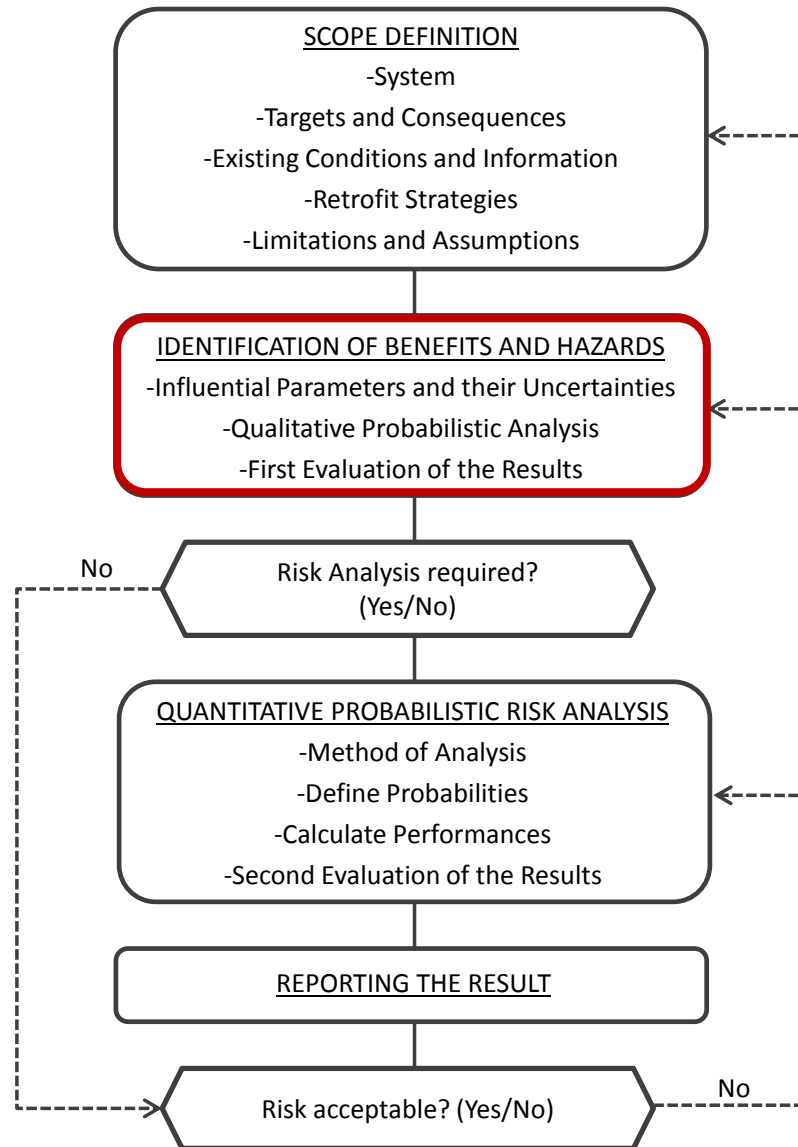 SCOPE DEFINITION
-System
-Targets and Consequences
-Existing Conditions and Information
-Retrofit Strategies
-Limitations and Assumptions
IDENTIFICATION OF BENEFITS AND HAZARDS
-Influential Parameters and their Uncertainties
-Qualitative Probabilistic Analysis
-First Evaluation of the Results
No
Risk Analysis required?
(Yes/No)
QUANTITATIVE PROBABILISTIC RISK ANALYSIS
-Method of Analysis
-Define Probabilities
-Calculate Performances
-Second Evaluation of the Results
REPORTING THE RESULT
Risk acceptable? (Yes/No)
No